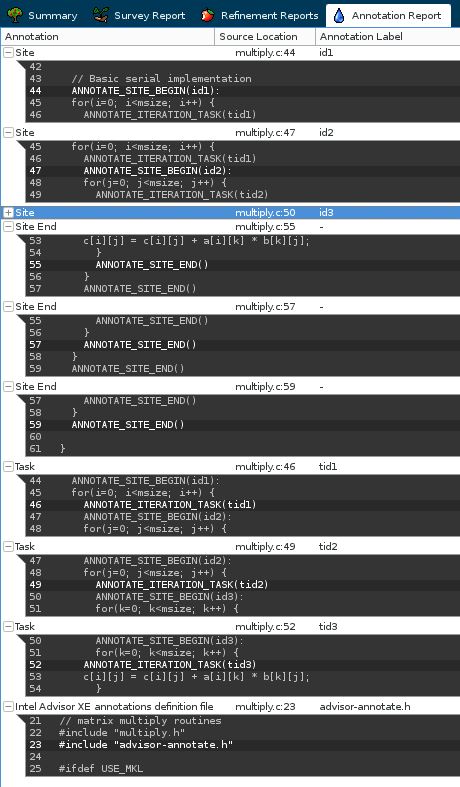 Summary Survey Report Refinement Reports Annotation Report
Annotation Source Location Annotation Label
Site multiply.c:44 id1
42
43 // Basic serial implementation
44 ANNOTATE_SITE_BEGIN(id1):
45 for(i=0; i<msize; i++) {
46 ANNOTATE_ITERATION_TASK(tid1)
Site multiply.c:47 id2
45 for(i=0; i<msize; i++) {
46 ANNOTATE_ITERATION_TASK(tid1)
47 ANNOTATE_SITE_BEGIN(id2):
48 for(j=0; j<msize; j++) {
49 ANNOTATE_ITERATION_TASK(tid2)
Site multiply.c:50 id3
Site End multiply.c:55 -
53 c[i][j] = c[i][j] + a[i][k] * b[k][j];
54 }
55 ANNOTATE_SITE_END()
56 }
57 ANNOTATE_SITE_END()
Site End multiply.c:57 -
55 ANNOTATE_SITE_END()
56 }
57 ANNOTATE_SITE_END()
58 }
59 ANNOTATE_SITE_END()
Site End multiply.c:59 -
57 ANNOTATE_SITE_END()
58 }
59 ANNOTATE_SITE_END()
60
61 }
Task multiply.c:46 tid1
44 ANNOTATE_SITE_BEGIN(id1):
45 for(i=0; i<msize; i++) {
46 ANNOTATE_ITERATION_TASK(tid1)
47 ANNOTATE_SITE_BEGIN(id2):
48 for(j=0; j<msize; j++) {
Task multiply.c:49 tid2
47 ANNOTATE_SITE_BEGIN(id2):
48 for(j=0; j<msize; j++) {
49 ANNOTATE_ITERATION_TASK(tid2)
50 ANNOTATE_SITE_BEGIN(id3):
51 for(k=0; k<msize; k++) {
Task multiply.c:52 tid3
50 ANNOTATE_SITE_BEGIN(id3):
51 for(k=0; k<msize; k++) {
52 ANNOTATE_ITERATION_TASK(tid3)
53 c[i][j] = c[i][j] + a[i][k] * b[k][j];
54 }
Intel Advisor XE annotations definition file multiply.c:23 advisor-annotate.h
21 // matrix multiply routines
22 #include "multiply.h"
23 #include "advisor-annotate.h"
24
25 #ifdef USE_MKL